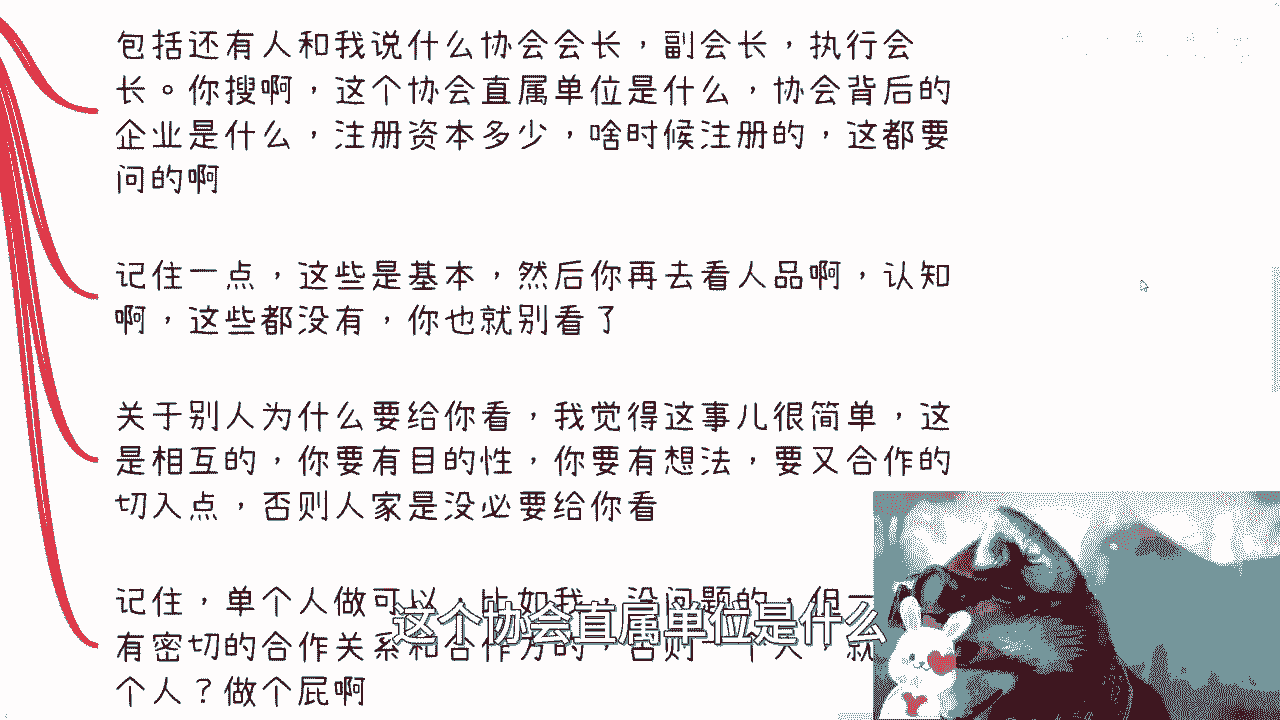 包括还有人和我说什么协会会长，副会长，执行会
长。你搜啊，这个协会直属单位是什么，协会背后的
企业是什么，注册资本多少，啥时候注册的，这都要
问的啊
记住一点，这些是基本，然后你再去看人品啊，认知
啊，这些都没有，你也就别看了
关于别人为什么要给你看，我觉得这事儿很简单，这
是相互的，你要有目的性，你要有想法，要又合作的
切入点，否则人家是没必要给你看
记住，单个人做可以，比如我，没问题的，但一
有密切的合作关系和合作方的，否则一个人，就
个人？做个屁啊
这个协会直属单位是什么